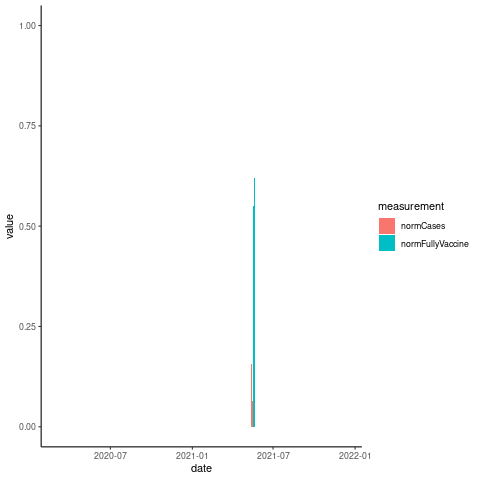 1.00
0.75
value
0.50
0.25
0.00
2020-07 2021-01 2021-07 2022-01
date
measurement
normCases
normFullyVaccine